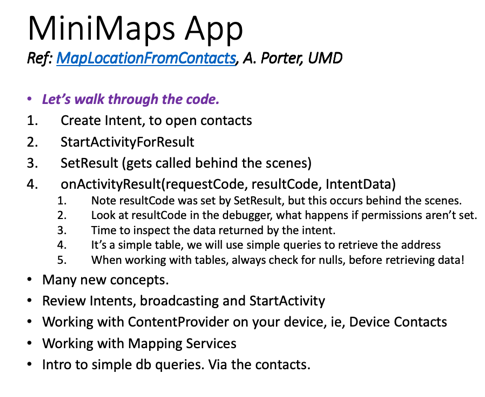 MiniMaps App
Ref: MapLocationFromContacts, A. Porter, UMD
• Let's walk through the code.
1. Create Intent, to open contacts
2. StartActivityForResult
3. SetResult (gets called behind the scenes)
4. onActivityResult(requestCode, resultCode, IntentData)
1. Note resultCode was set by SetResult, but this occurs behind the scenes.
2. Look at resultCode in the debugger, what happens if permissions aren't set.
3. Time to inspect the data returned by the intent.
4. It's a simple table, we will use simple queries to retrieve the address
5. When working with tables, always check for nulls, before retrieving data!
• Many new concepts.
• Review Intents, broadcasting and StartActivity
• Working with ContentProvider on your device, ie, Device Contacts
• Working with Mapping Services
• Intro to simple db queries. Via the contacts.